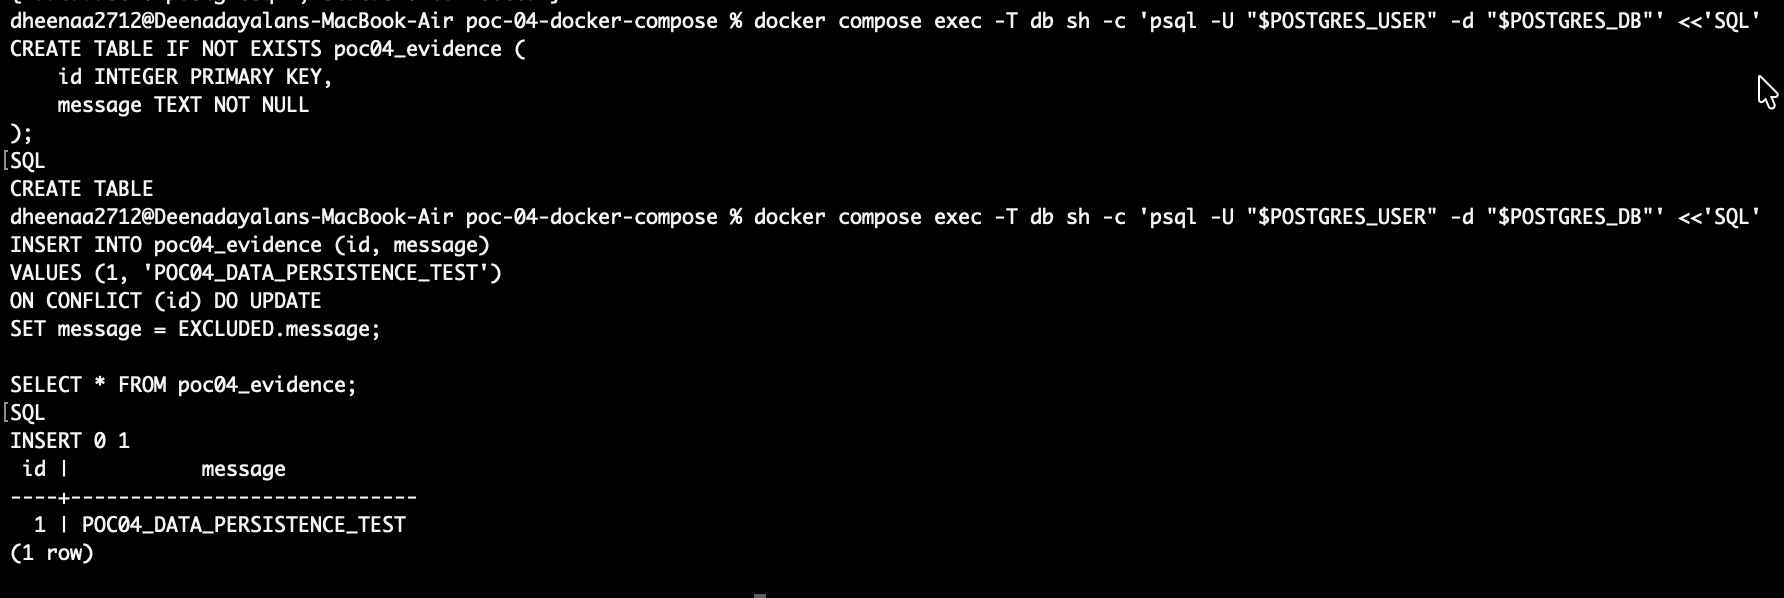 dheenaa2712@Deenadayalans-MacBook-Air poc-04-docker-compose % docker compose exec -T db sh -c 'psql -U "$POSTGRES_USER" -d "$POSTGRES_DB"' <<'SQL'
CREATE TABLE IF NOT EXISTS poc04_evidence (
    id INTEGER PRIMARY KEY,
    message TEXT NOT NULL
);
[SQL
CREATE TABLE
dheenaa2712@Deenadayalans-MacBook-Air poc-04-docker-compose % docker compose exec -T db sh -c 'psql -U "$POSTGRES_USER" -d "$POSTGRES_DB"' <<'SQL'
INSERT INTO poc04_evidence (id, message)
VALUES (1, 'POC04_DATA_PERSISTENCE_TEST')
ON CONFLICT (id) DO UPDATE
SET message = EXCLUDED.message;

SELECT * FROM poc04_evidence;
[SQL
INSERT 0 1
 id |           message
----+-----------------------------
  1 | POC04_DATA_PERSISTENCE_TEST
(1 row)